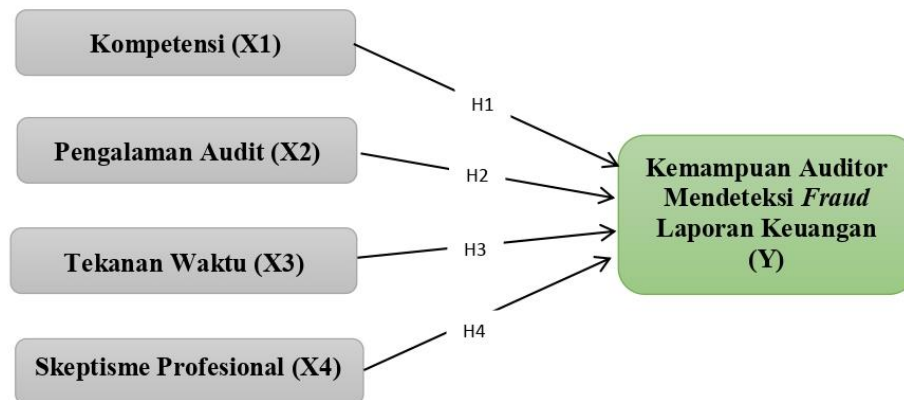 Kompetensi (X1)
H1
Pengalaman Audit (X2)
H2
Kemampuan Auditor
Mendeteksi Fraud
Laporan Keuangan
(Y)
Tekanan Waktu (X3)
H3
Skeptisme Profesional (X4)
H4